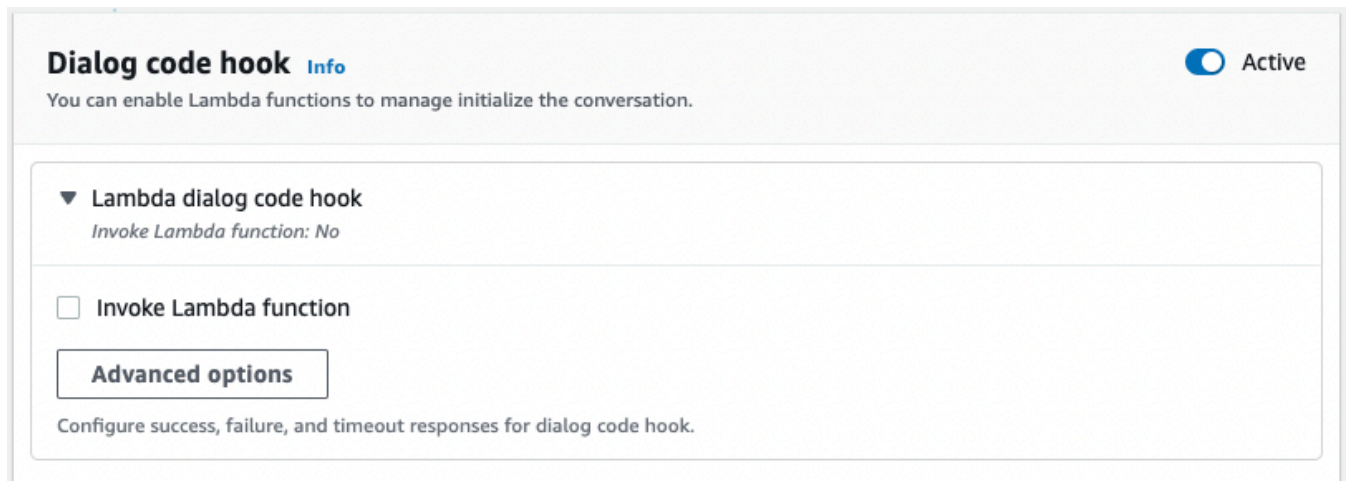 Dialog code hook Info
Active
You can enable Lambda functions to manage initialize the conversation.
Lambda dialog code hook
Invoke Lambda function: No
Invoke Lambda function
Advanced options
Configure success, failure, and timeout responses for dialog code hook.